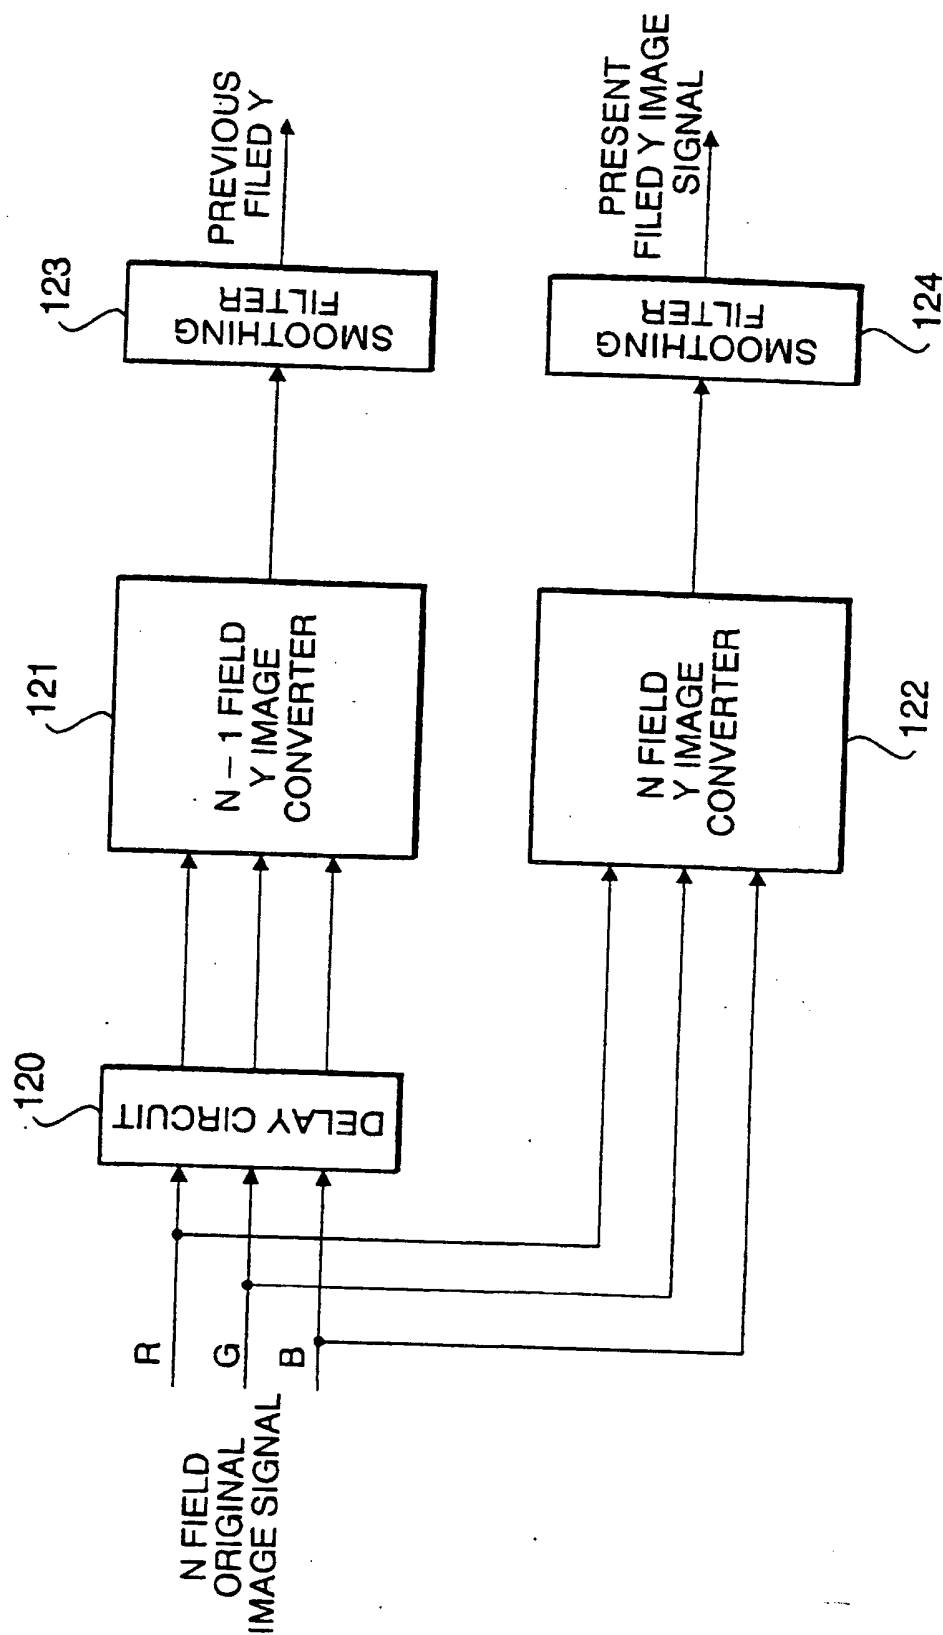 N FIELD
ORIGINAL
IMAGE SIGNAL
R
G
B
120
DELAY CIRCUIT
121
N – 1 FIELD
Y IMAGE
CONVERTER
123
SMOOTHING
FILTER
PREVIOUS
FILED Y
N FIELD
Y IMAGE
CONVERTER
122
SMOOTHING
FILTER
124
PRESENT
FILED Y IMAGE
SIGNAL